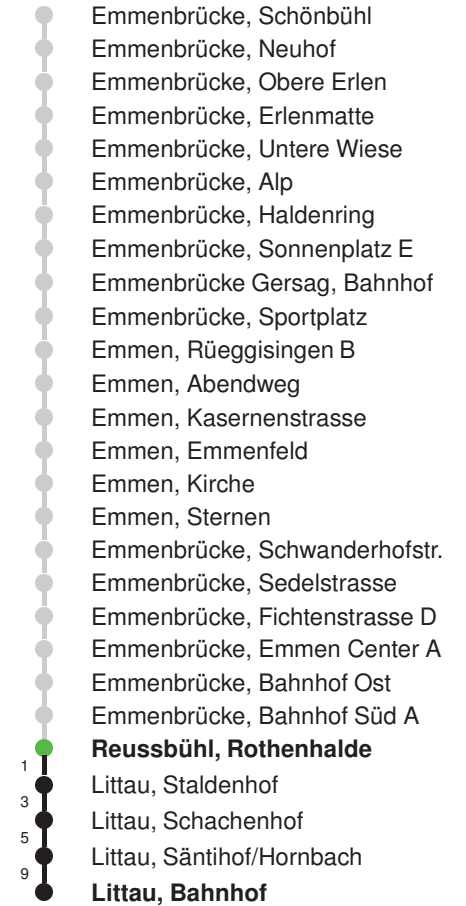 Emmenbrücke, Schönbühl
Emmenbrücke, Neuhof
Emmenbrücke, Obere Erlen
Emmenbrücke, Erlenmatte
Emmenbrücke, Untere Wiese
Emmenbrücke, Alp
Emmenbrücke, Haldenring
Emmenbrücke, Sonnenplatz E
Emmenbrücke Gersag, Bahnhof
Emmenbrücke, Sportplatz
Emmen, Rüeggisingen B
Emmen, Abendweg
Emmen, Kasernenstrasse
Emmen, Emmenfeld
Emmen, Kirche
Emmen, Sternen
Emmenbrücke, Schwanderhofstr.
Emmenbrücke, Sedelstrasse
Emmenbrücke, Fichtenstrasse D
Emmenbrücke, Emmen Center A
Emmenbrücke, Bahnhof Ost
Emmenbrücke, Bahnhof Süd A
Reussbühl, Rothenhalde
1
Littau, Staldenhof
3
Littau, Schachenhof
5
Littau, Säntihof/Hornbach
9
Littau, Bahnhof